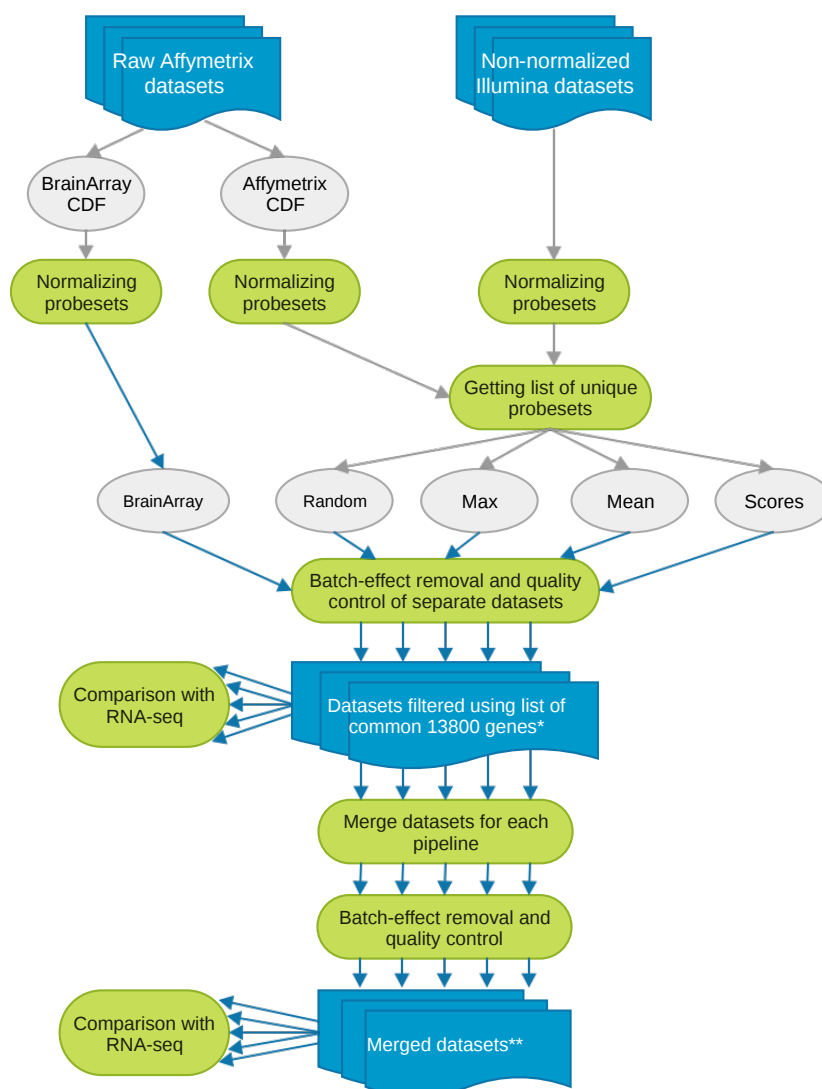 Raw Affymetrix
datasets
Non-normalized
Illumina datasets
BrainArray
CDF
Affymetrix
CDF
Normalizing
probesets
Normalizing
probesets
Normalizing
probesets
Getting list of unique
probesets
BrainArray
Random
Max
Mean
Scores
Batch-effect removal and quality
control of separate datasets
Comparison with
RNA-seq
Datasets filtered using list of
common 13800 genes*
Merge datasets for each
pipeline
Batch-effect removal and
quality control
Comparison with
RNA-seq
Merged datasets**